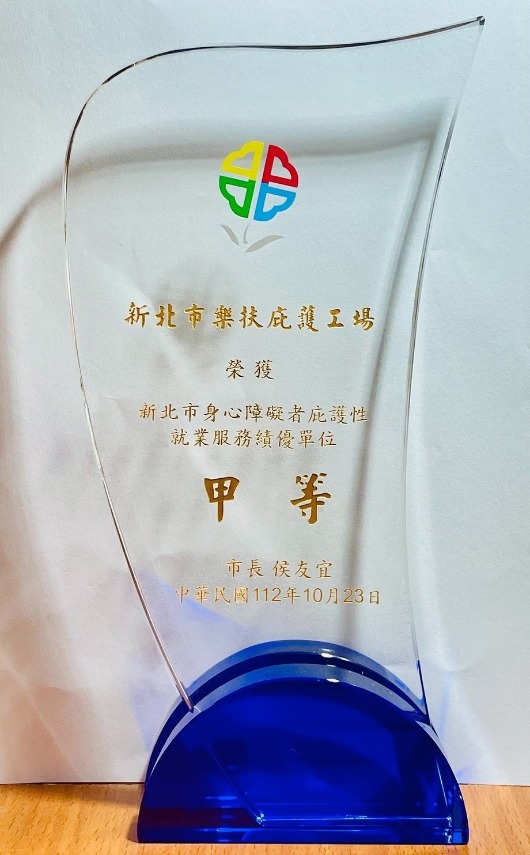 新北市樂扶庇護工場
榮獲
新北市身心障礙者庇護性
就業服務績優單位
甲 等
市長 侯友宜
中華民國112年10月23日